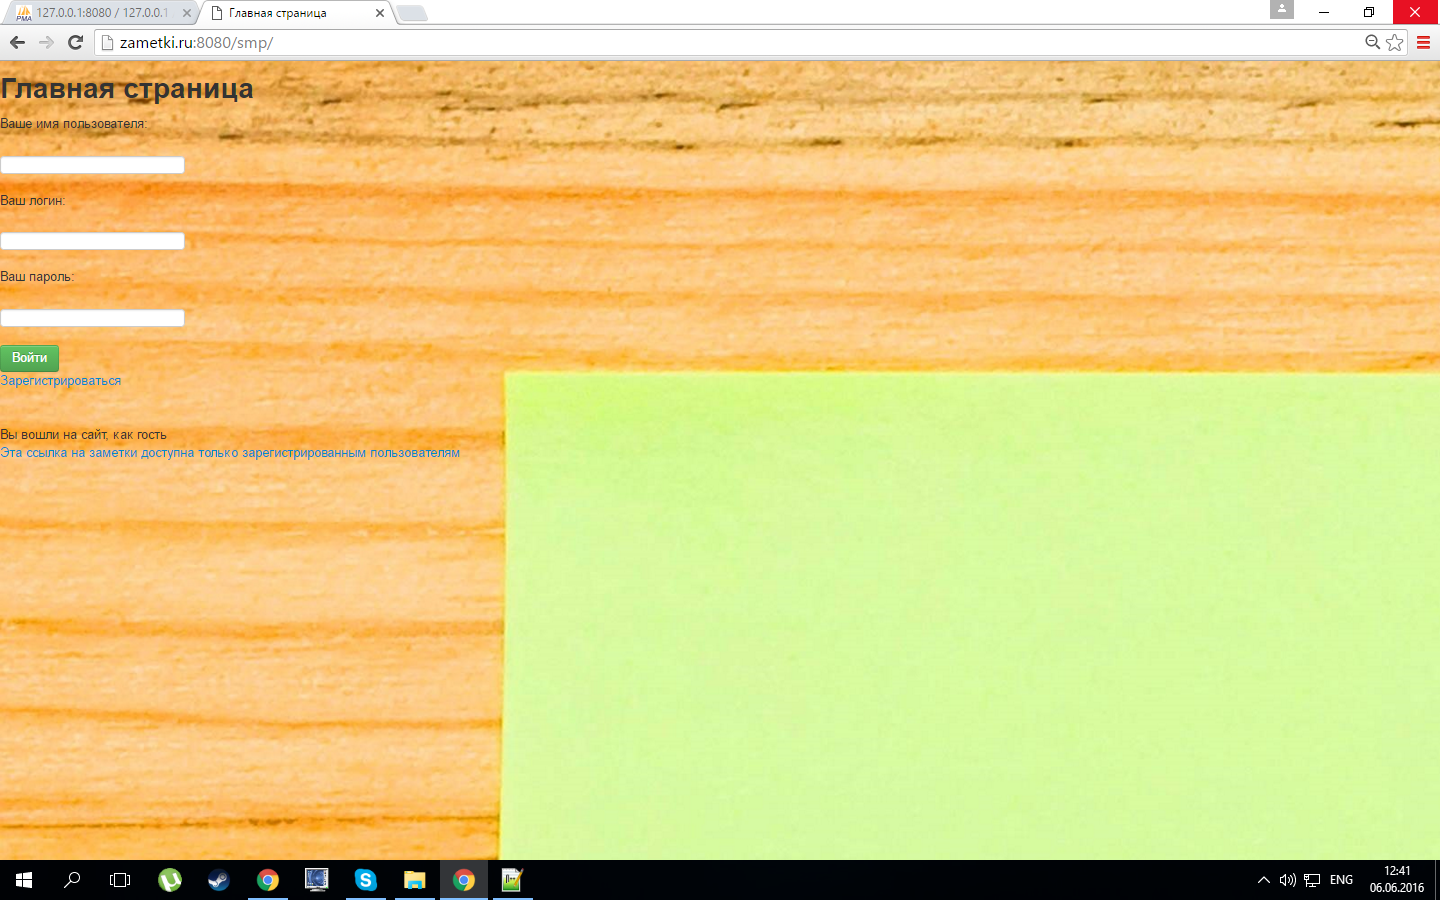 127.0.0.1:8080 / 127.0.0.1
Главная страница
zametki.ru:8080/smp/
Главная страница
Ваше имя пользователя:
Ваш логин:
Ваш пароль:
Войти
Зарегистрироваться
Вы вошли на сайт, как гость
Эта ссылка на заметки доступна только зарегистрированным пользователям
ENG
12:41
06.06.2016